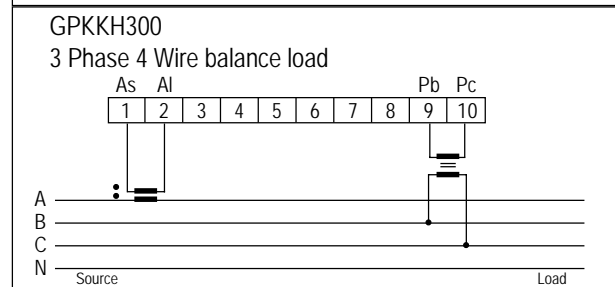 GPKKH300
3 Phase 4 Wire balance load
As Al Pb Pc
1 2 3 4 5 6 7 8 9 10
A
B
C
N
Source Load